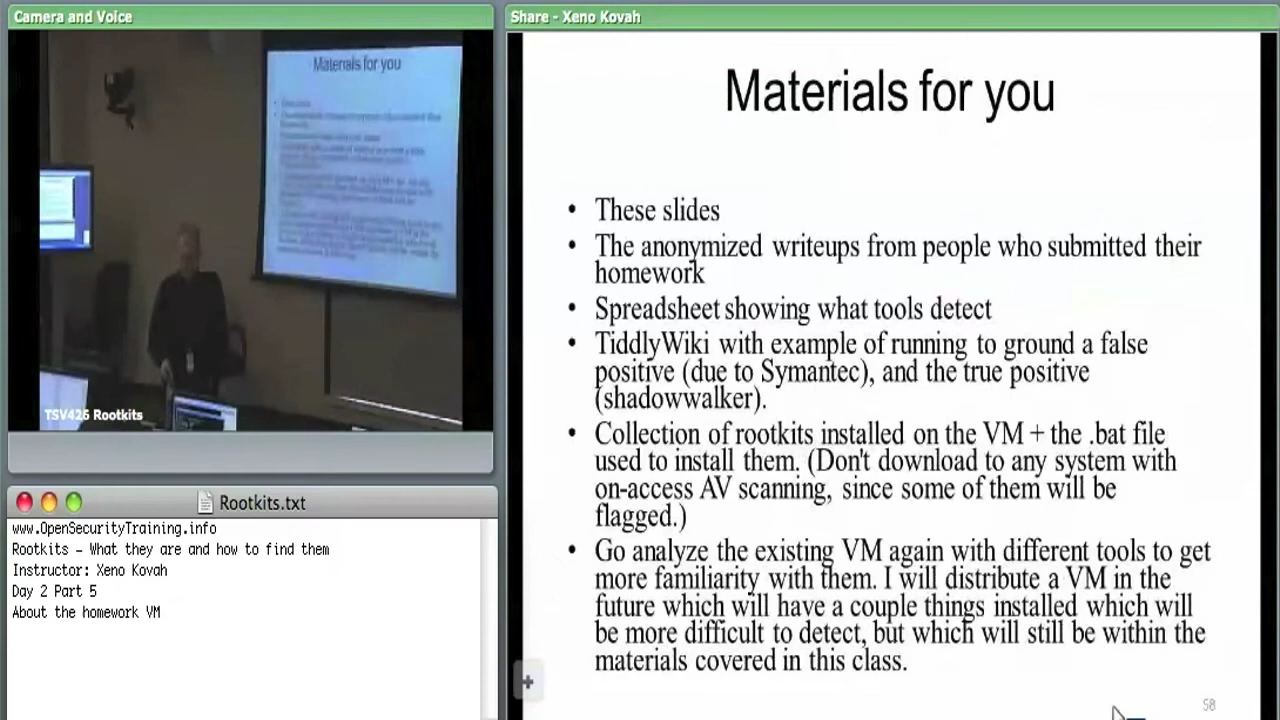 Camera and Voice
Materials for you
TSV426 Rootkits
Rootkits.txt
www.OpenSecurityTraining.info
Rootkits - What they are and how to find them
Instructor: Xeno Kovah
Day 2 Part 5
About the homework VM
Share - Xeno Kovah
Materials for you
• These slides
• The anonymized writeups from people who submitted their
homework
• Spreadsheet showing what tools detect
• TiddlyWiki with example of running to ground a false
positive (due to Symantec), and the true positive
(shadowwalker).
• Collection of rootkits installed on the VM + the .bat file
used to install them. (Don't download to any system with
on-access AV scanning, since some of them will be
flagged.)
• Go analyze the existing VM again with different tools to get
more familiarity with them. I will distribute a VM in the
future which will have a couple things installed which will
be more difficult to detect, but which will still be within the
materials covered in this class.
58